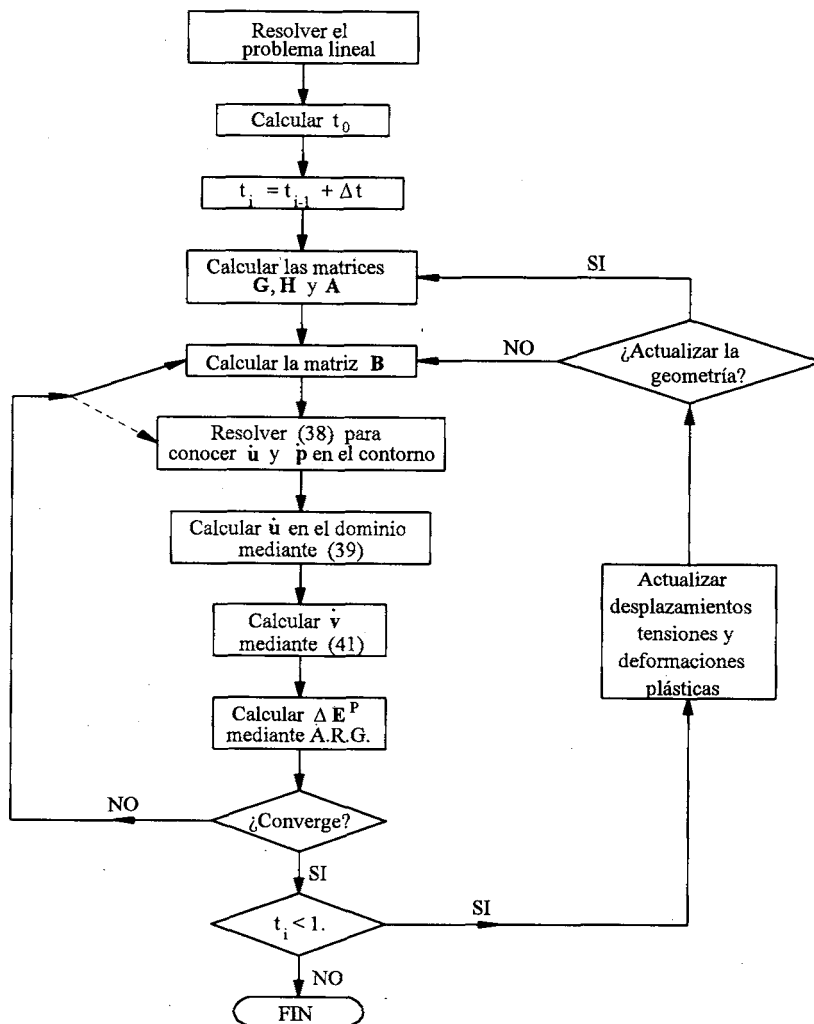 Resolver el
problema lineal
Calcular t₀
tᵢ = tᵢ₋₁ + Δt
Calcular las matrices
G, H y A
SI
Calcular la matriz B
NO
¿Actualizar la
geometría?
Resolver (38) para
conocer u̇ y ṗ en el contorno
Calcular u̇ en el dominio
mediante (39)
Calcular v̇
mediante (41)
Actualizar
desplazamientos
tensiones y
deformaciones
plásticas
Calcular Δ Eᴾ
mediante A.R.G.
NO
¿Converge?
SI
tᵢ < 1.
SI
NO
FIN